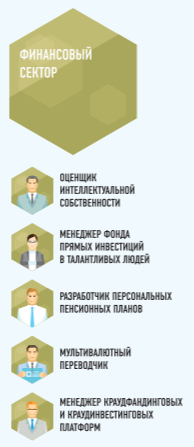 ФИНАНСОВЫЙ
СЕКТОР
ОЦЕНЩИК
ИНТЕЛЛЕКТУАЛЬНОЙ
СОБСТВЕННОСТИ
МЕНЕДЖЕР ФОНДА
ПРЯМЫХ ИНВЕСТИЦИЙ
В ТАЛАНТЛИВЫХ ЛЮДЕЙ
РАЗРАБОТЧИК ПЕРСОНАЛЬНЫХ
ПЕНСИОННЫХ ПЛАНОВ
МУЛЬТИВАЛЮТНЫЙ
ПЕРЕВОДЧИК
МЕНЕДЖЕР КРАУДФАНДИНГОВЫХ
И КРАУДИНВЕСТИНГОВЫХ
ПЛАТФОРМ